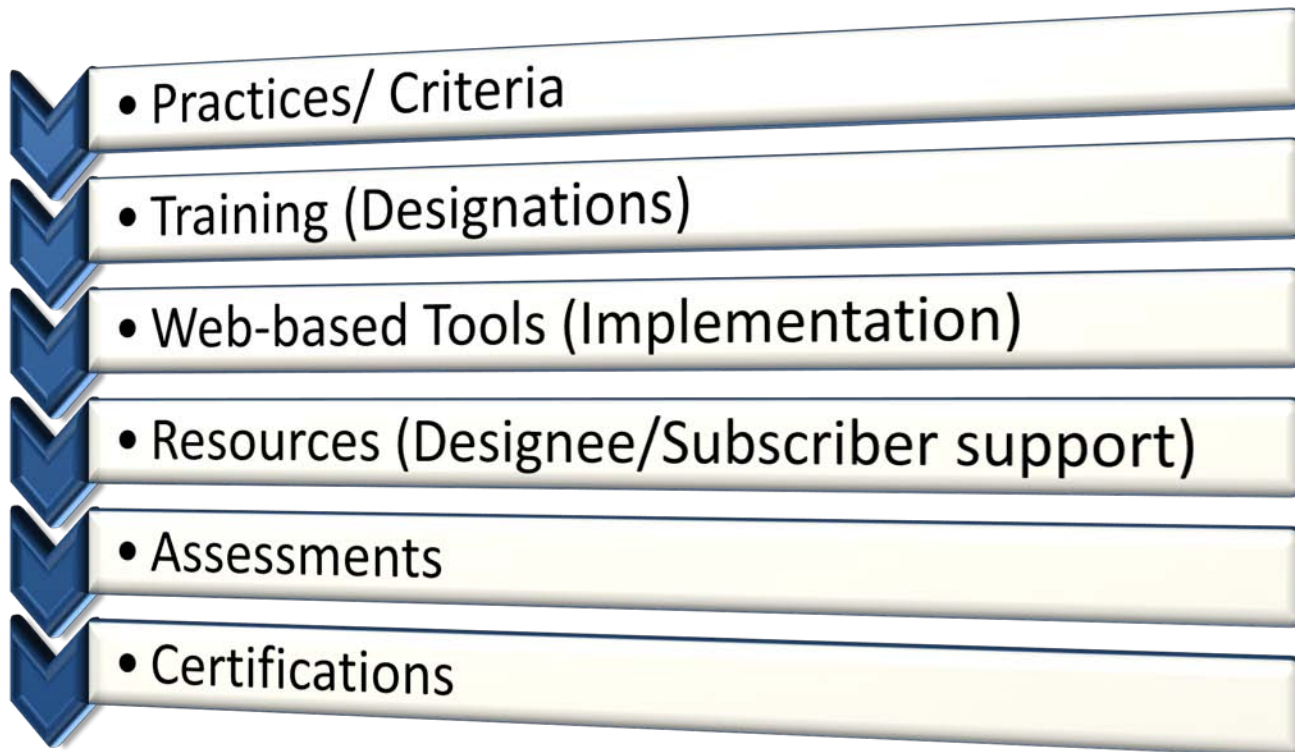 • Practices/ Criteria
• Training (Designations)
• Web-based Tools (Implementation)
• Resources (Designee/Subscriber support)
• Assessments
• Certifications